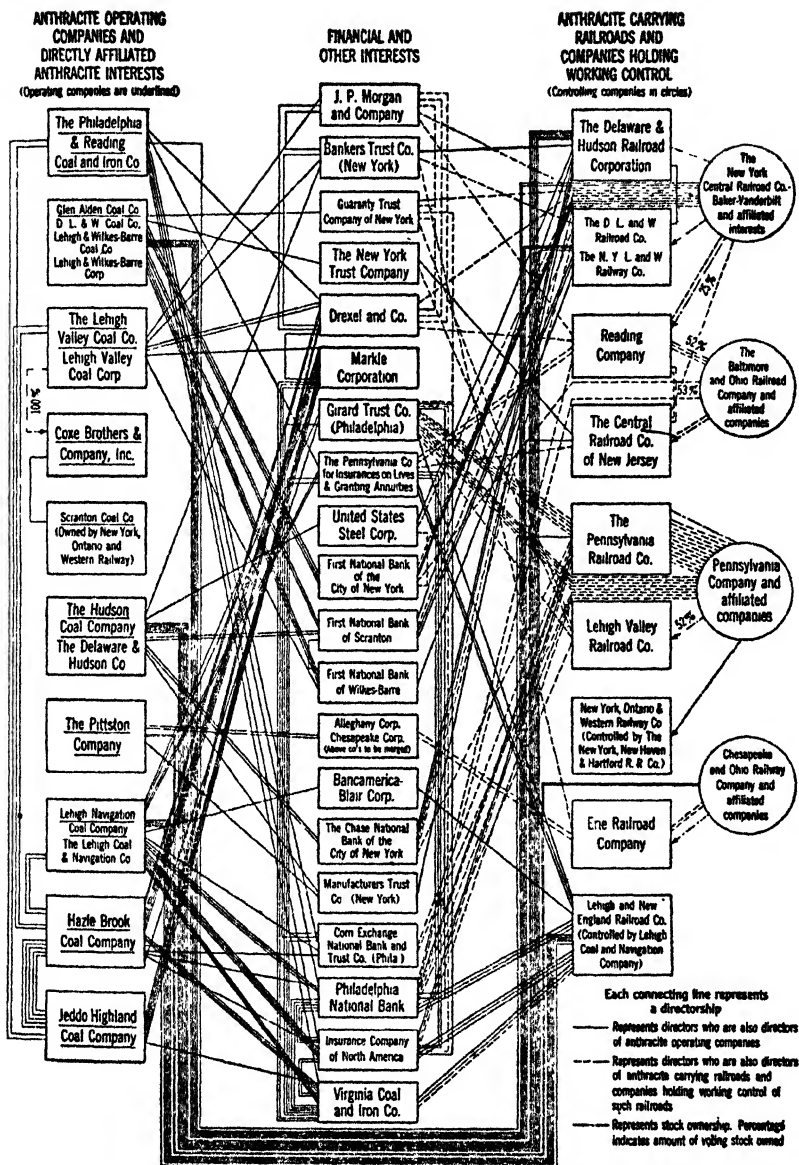 ANTHRACITE OPERATING
COMPANIES AND
DIRECTLY AFFILIATED
ANTHRACITE INTERESTS
(Operating companies are underlined)
The Philadelphia
& Reading
Coal and Iron Co
Glen Alden Coal Co
D L. & W Coal Co.
Lehigh & Wilkes-Barre
Coal Co
Lehigh & Wilkes-Barre
Corp
The Lehigh
Valley Coal Co.
Lehigh Valley
Coal Corp
100%
Coxe Brothers &
Company, Inc.
Scranton Coal Co
(Owned by New York,
Ontario and
Western Railway)
The Hudson
Coal Company
The Delaware &
Hudson Co
The Pittston
Company
Lehigh Navigation
Coal Company
The Lehigh Coal
& Navigation Co
Hazle Brook
Coal Company
Jeddo Highland
Coal Company
FINANCIAL AND
OTHER INTERESTS
J. P. Morgan
and Company
Bankers Trust Co.
(New York)
Guaranty Trust
Company of New York
The New York
Trust Company
Drexel and Co.
Markle
Corporation
Girard Trust Co.
(Philadelphia)
The Pennsylvania Co
for Insurances on Lives
& Granting Annuities
United States
Steel Corp.
First National Bank
of the
City of New York
First National Bank
of Scranton
First National Bank
of Wilkes-Barre
Alleghany Corp.
Chesapeake Corp.
(Above co's to be merged)
Bancamerica-
Blair Corp.
The Chase National
Bank of the
City of New York
Manufacturers Trust
Co (New York)
Corn Exchange
National Bank and
Trust Co. (Phila)
Philadelphia
National Bank
Insurance Company
of North America
Virginia Coal
and Iron Co.
ANTHRACITE CARRYING
RAILROADS AND
COMPANIES HOLDING
WORKING CONTROL
(Controlling companies in circles)
The Delaware &
Hudson Railroad
Corporation
The D L. and W
Railroad Co.
The N. Y L. and W
Railway Co.
Reading
Company
The Central
Railroad Co.
of New Jersey
The
Pennsylvania
Railroad Co.
Lehigh Valley
Railroad Co.
New York, Ontario &
Western Railway Co
(Controlled by The
New York, New Haven
& Hartford R. R Co.)
Erie Railroad
Company
Lehigh and New
England Railroad Co.
(Controlled by Lehigh
Coal and Navigation
Company)
The
New York
Central Railroad Co.-
Baker-Vanderbilt
and affiliated
interests
25%
52%
53%
The
Baltimore
and Ohio Railroad
Company and
affiliated
companies
Pennsylvania
Company and
affiliated
companies
Chesapeake
and Ohio Railway
Company and
affiliated
companies
Each connecting line represents
a directorship
Represents directors who are also directors
of anthracite operating companies
Represents directors who are also directors
of anthracite carrying railroads and
companies holding working control of
such railroads
Represents stock ownership. Percentage
indicates amount of voting stock owned